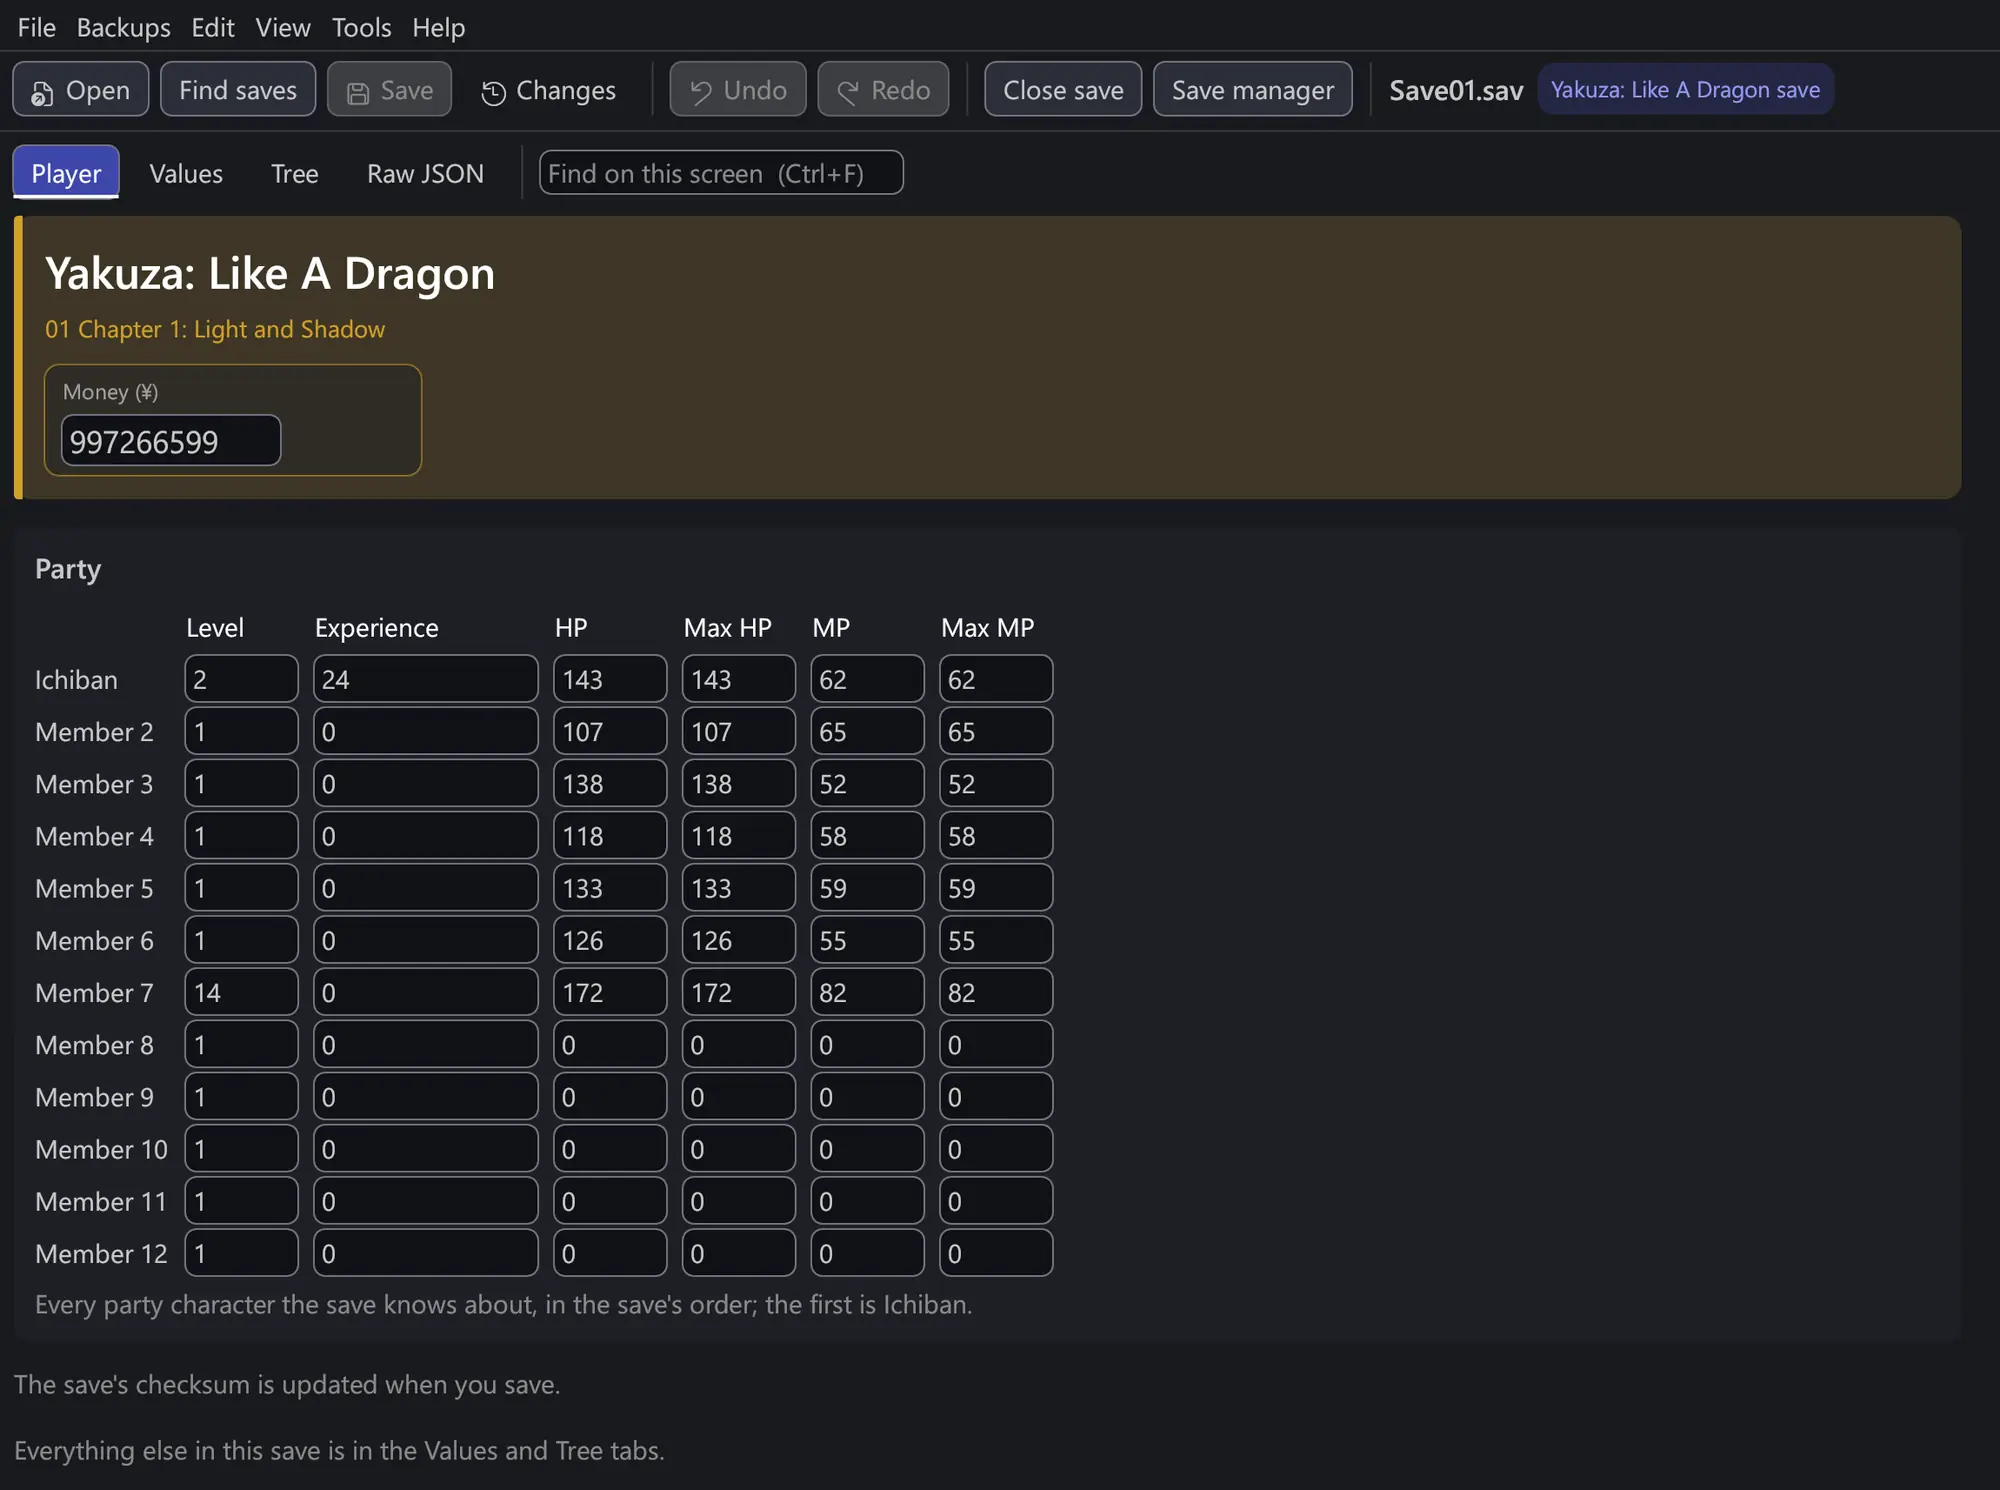 File Backups Edit View Tools Help
Open Find saves Save Changes Undo Redo Close save Save manager Save01.sav Yakuza: Like A Dragon save
Player Values Tree Raw JSON Find on this screen (Ctrl+F)
Yakuza: Like A Dragon
01 Chapter 1: Light and Shadow
Money (¥)
997266599
Party
Level Experience HP Max HP MP Max MP
Ichiban 2 24 143 143 62 62
Member 2 1 0 107 107 65 65
Member 3 1 0 138 138 52 52
Member 4 1 0 118 118 58 58
Member 5 1 0 133 133 59 59
Member 6 1 0 126 126 55 55
Member 7 14 0 172 172 82 82
Member 8 1 0 0 0 0 0
Member 9 1 0 0 0 0 0
Member 10 1 0 0 0 0 0
Member 11 1 0 0 0 0 0
Member 12 1 0 0 0 0 0
Every party character the save knows about, in the save's order; the first is Ichiban.
The save's checksum is updated when you save.
Everything else in this save is in the Values and Tree tabs.